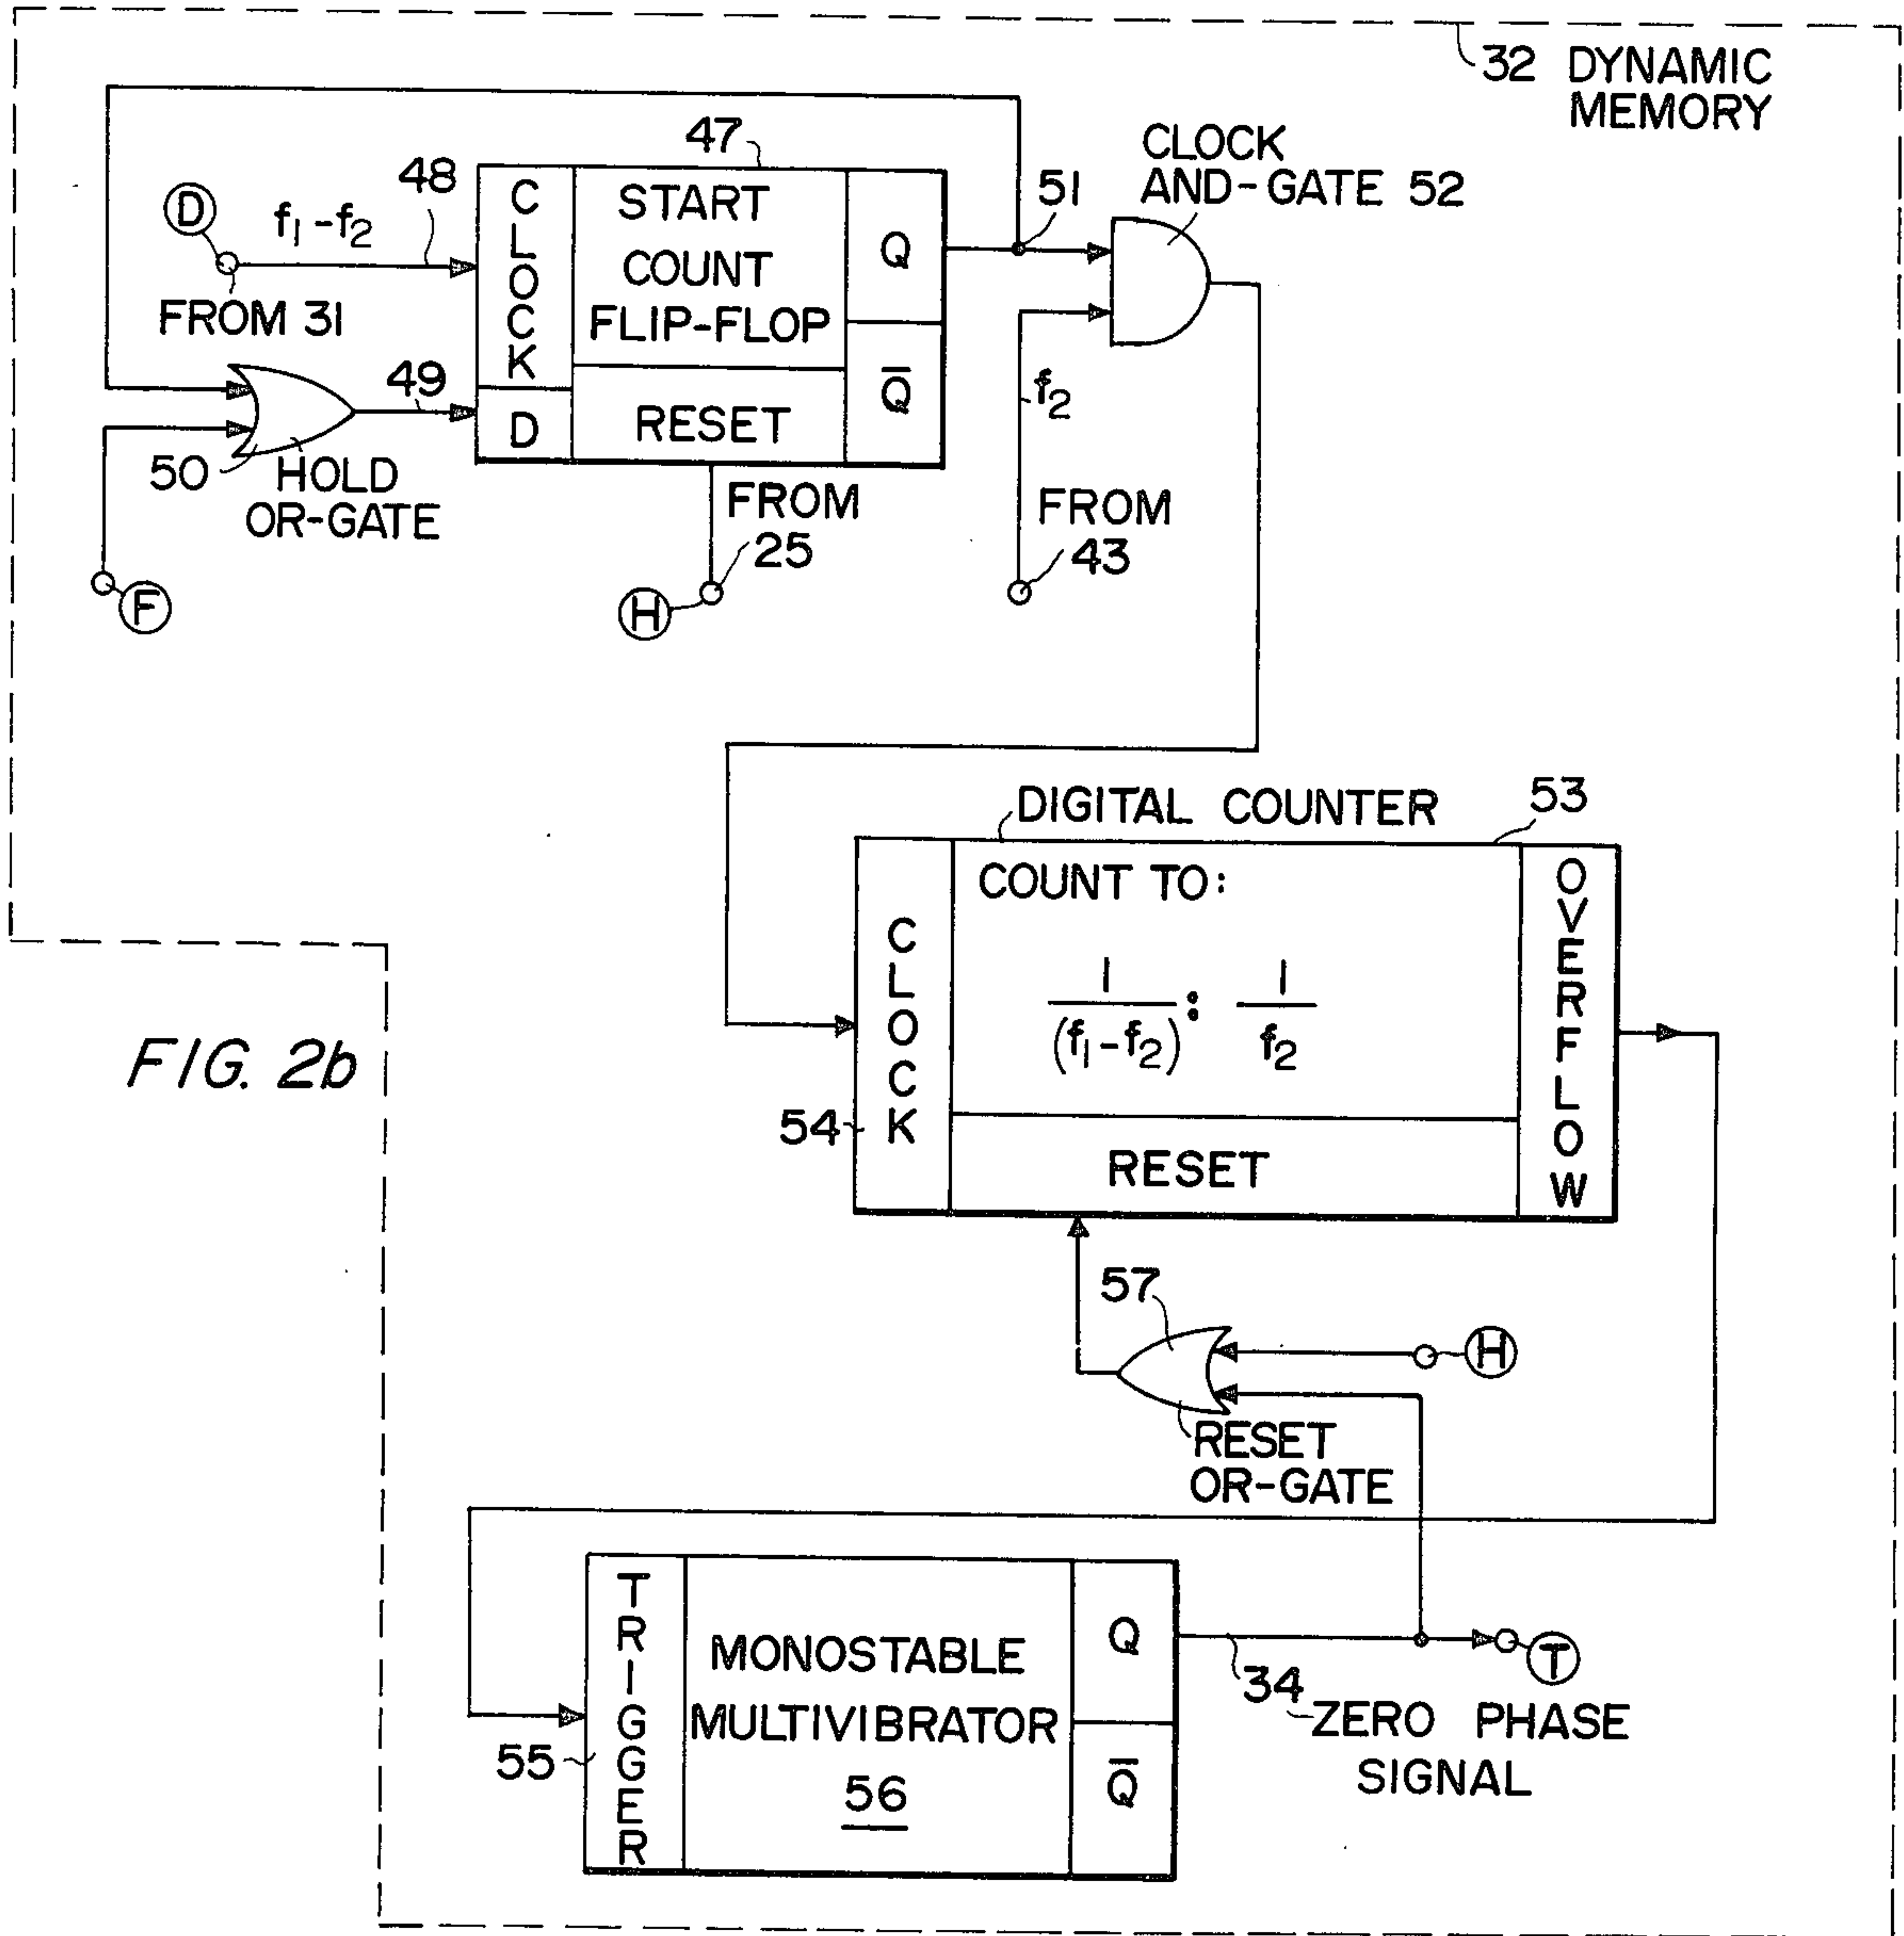 32 DYNAMIC
MEMORY
47
CLOCK
AND-GATE 52
48
51
D
f₁ -f₂
FROM 31
CLOCK
START
COUNT
FLIP-FLOP
Q
Q̅
D
RESET
49
50
HOLD
OR-GATE
F
FROM
25
H
f₂
FROM
43
DIGITAL COUNTER
53
COUNT TO:
1/(f₁-f₂) : 1/f₂
CLOCK
OVERFLOW
54
RESET
FIG. 2b
57
H
RESET
OR-GATE
TRIGGER
MONOSTABLE
MULTIVIBRATOR
56
Q
Q̅
55
34
T
ZERO PHASE
SIGNAL